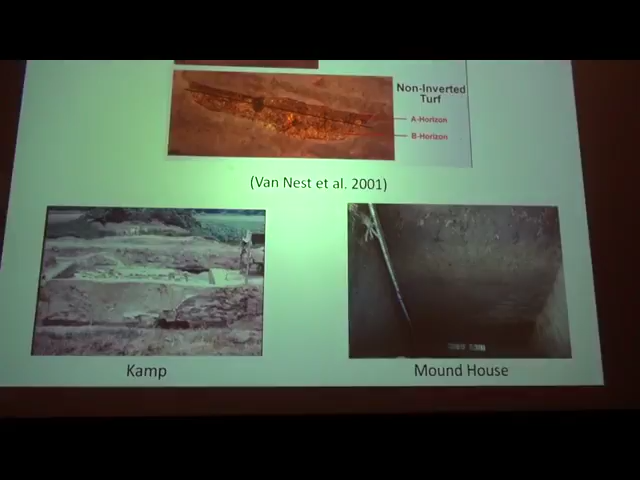 Non-Inverted
Turf
A-Horizon
B-Horizon
(Van Nest et al. 2001)
Kamp
Mound House